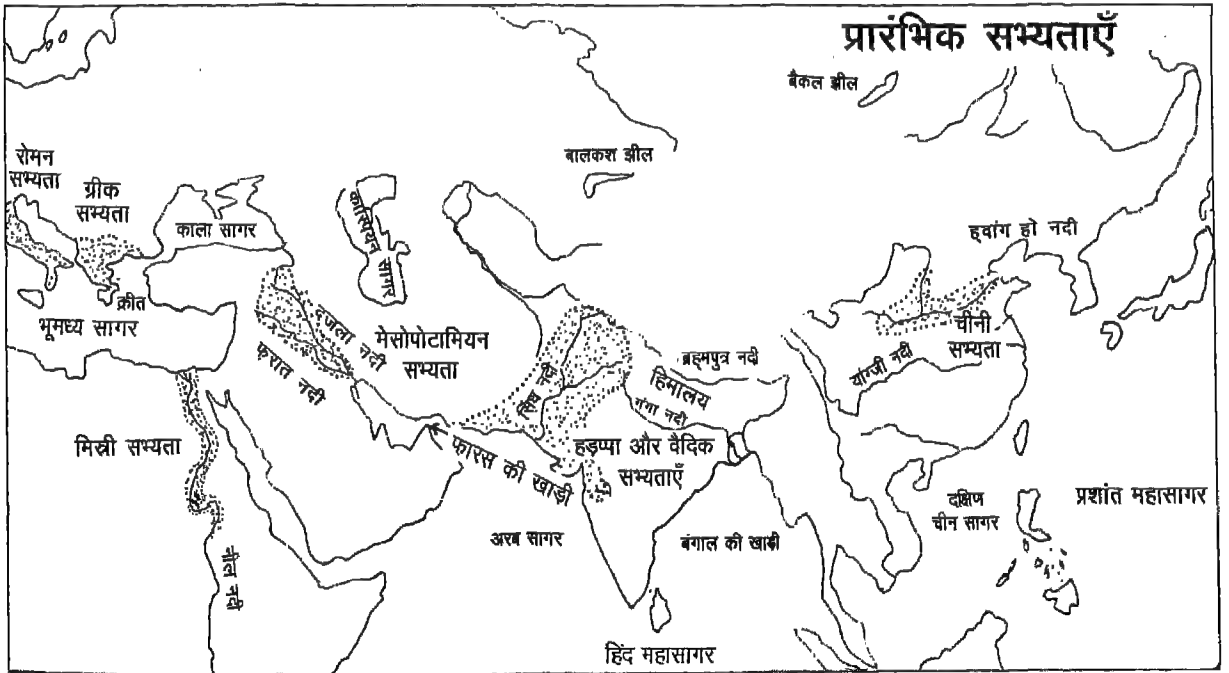 प्रारंभिक सभ्यताएँ
बैकल झील
बालकश झील
रोमन
सभ्यता
ग्रीक
सभ्यता
काला सागर
कास्पियन सागर
ह्वांग हो नदी
क्रीत
भूमध्य सागर
दजला नदी
फरात नदी
मेसोपोटामियन
सभ्यता
सिंध नदी
ब्रह्मपुत्र नदी
हिमालय
गंगा नदी
चीनी
सभ्यता
यांग्जी नदी
मिस्री सभ्यता
फारस की खाड़ी
हड़प्पा और वैदिक
सभ्यताएँ
नील नदी
अरब सागर
बंगाल की खाड़ी
दक्षिण
चीन सागर
प्रशांत महासागर
हिंद महासागर